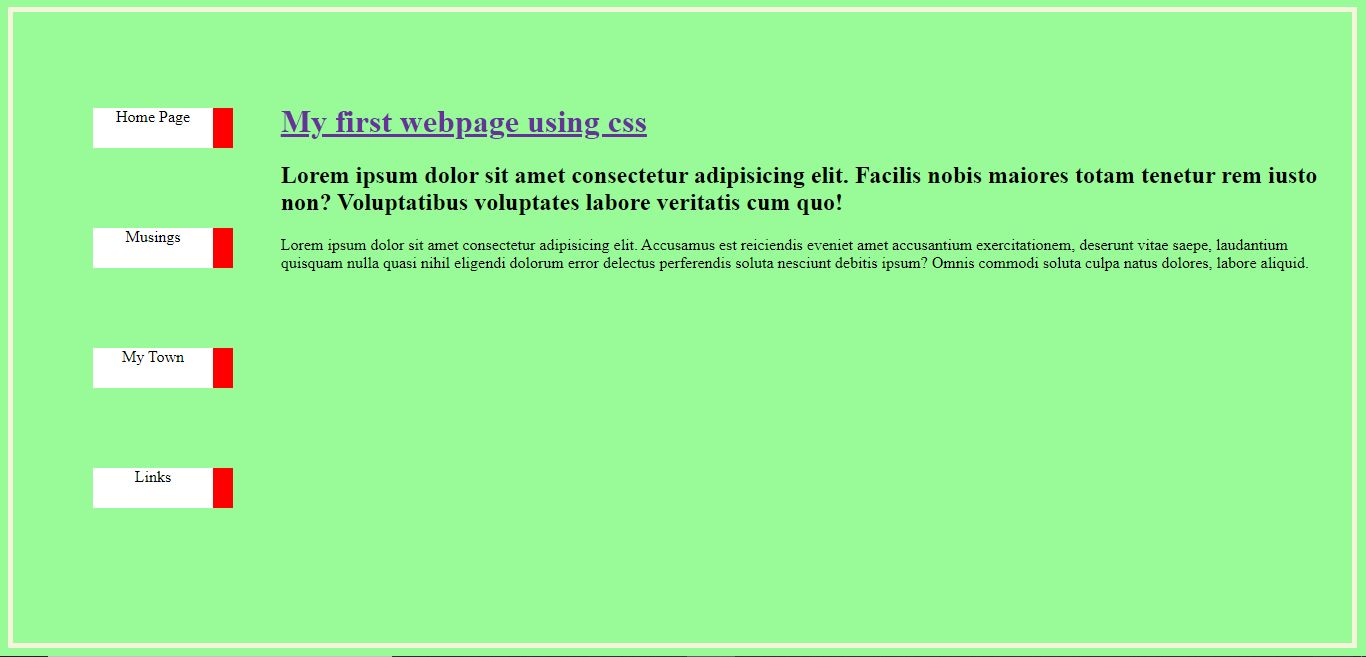 Home Page
My first webpage using css
Lorem ipsum dolor sit amet consectetur adipisicing elit. Facilis nobis maiores totam tenetur rem iusto
non? Voluptatibus voluptates labore veritatis cum quo!
Musings
Lorem ipsum dolor sit amet consectetur adipisicing elit. Accusamus est reiciendis eveniet amet accusantium exercitationem, deserunt vitae saepe, laudantium
quisquam nulla quasi nihil eligendi dolorum error delectus perferendis soluta nesciunt debitis ipsum? Omnis commodi soluta culpa natus dolores, labore aliquid.
My Town
Links